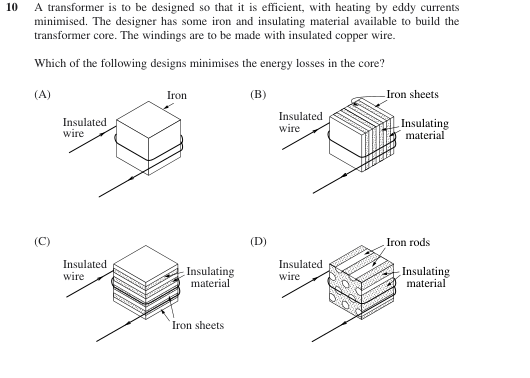 10 A transformer is to be designed so that it is efficient, with heating by eddy currents
minimised. The designer has some iron and insulating material available to build the
transformer core. The windings are to be made with insulated copper wire.
Which of the following designs minimises the energy losses in the core?
(A)
Iron
Insulated
wire
(B)
Iron sheets
Insulated
wire
Insulating
material
(C)
Insulated
wire
Insulating
material
Iron sheets
(D)
Iron rods
Insulated
wire
Insulating
material